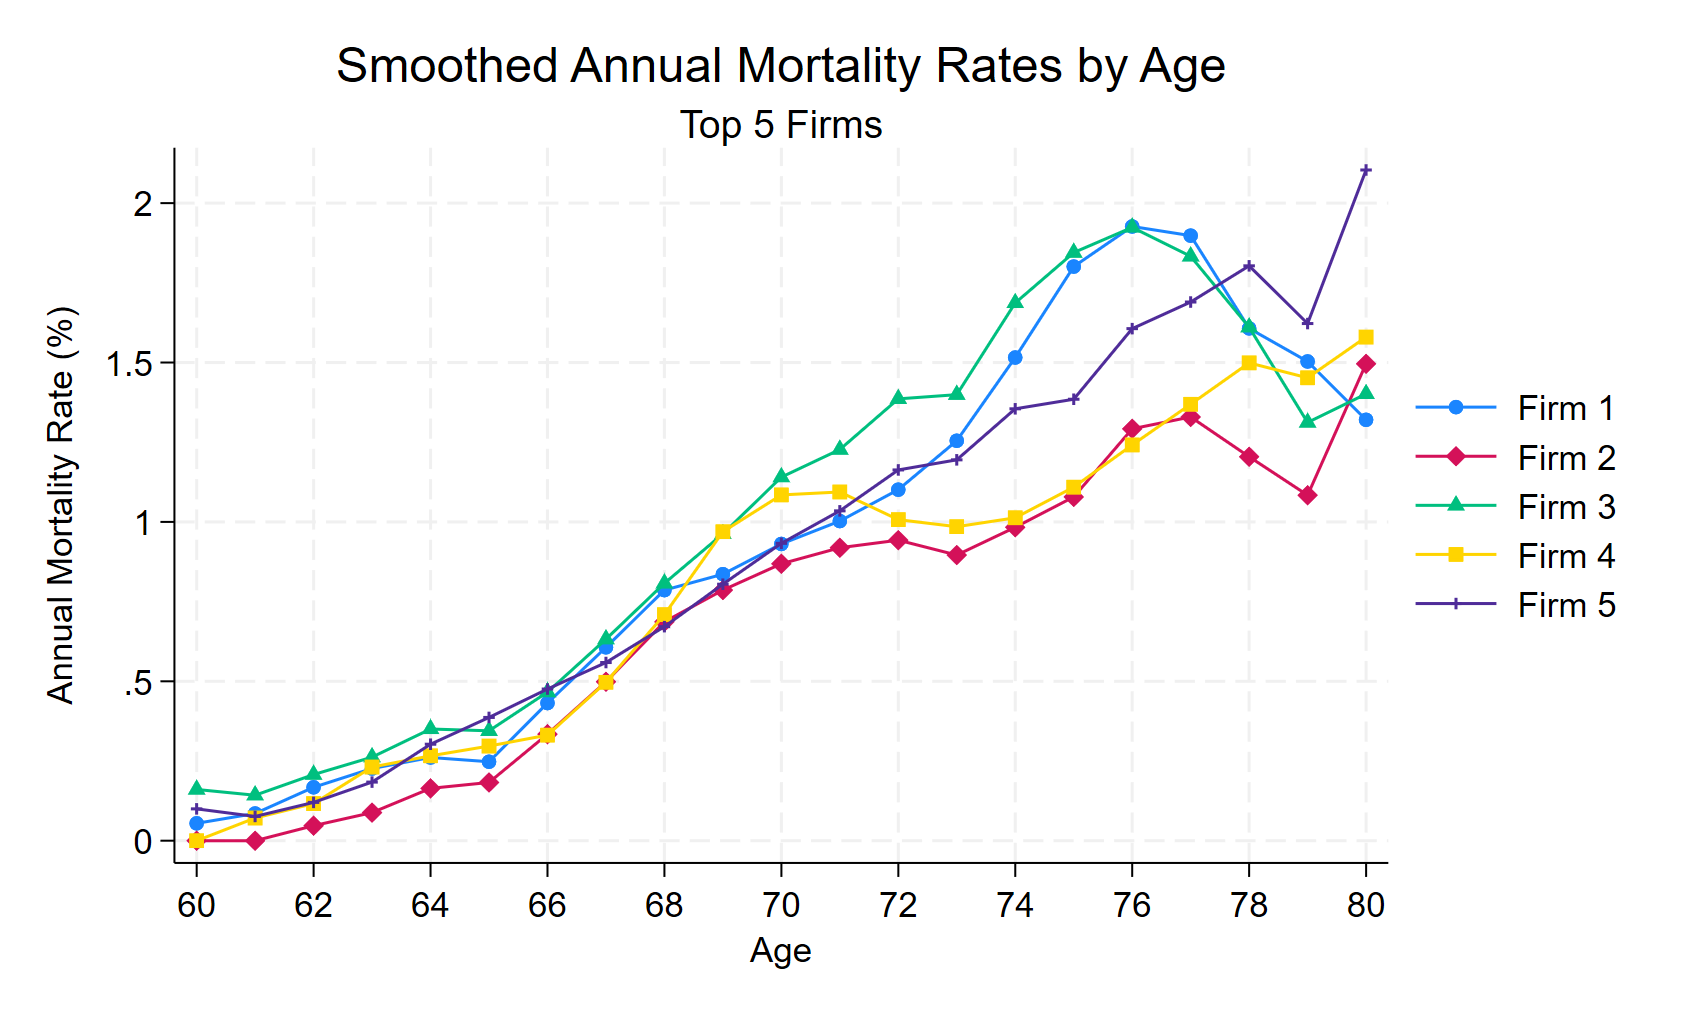 Smoothed Annual Mortality Rates by Age
Top 5 Firms
Annual Mortality Rate (%)
2
1.5
1
.5
0
60 62 64 66 68 70 72 74 76 78 80
Age
Firm 1
Firm 2
Firm 3
Firm 4
Firm 5